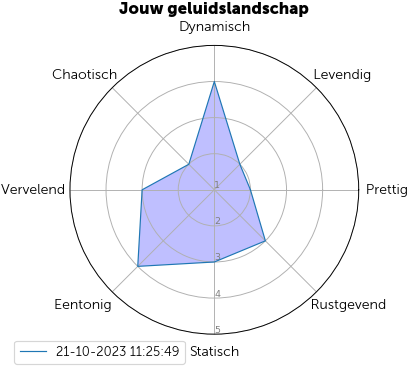 Jouw geluidslandschap
Dynamisch
Chaotisch
Levendig
Vervelend
1
Prettig
2
3
4
Eentonig
Rustgevend
5
21-10-2023 11:25:49
Statisch